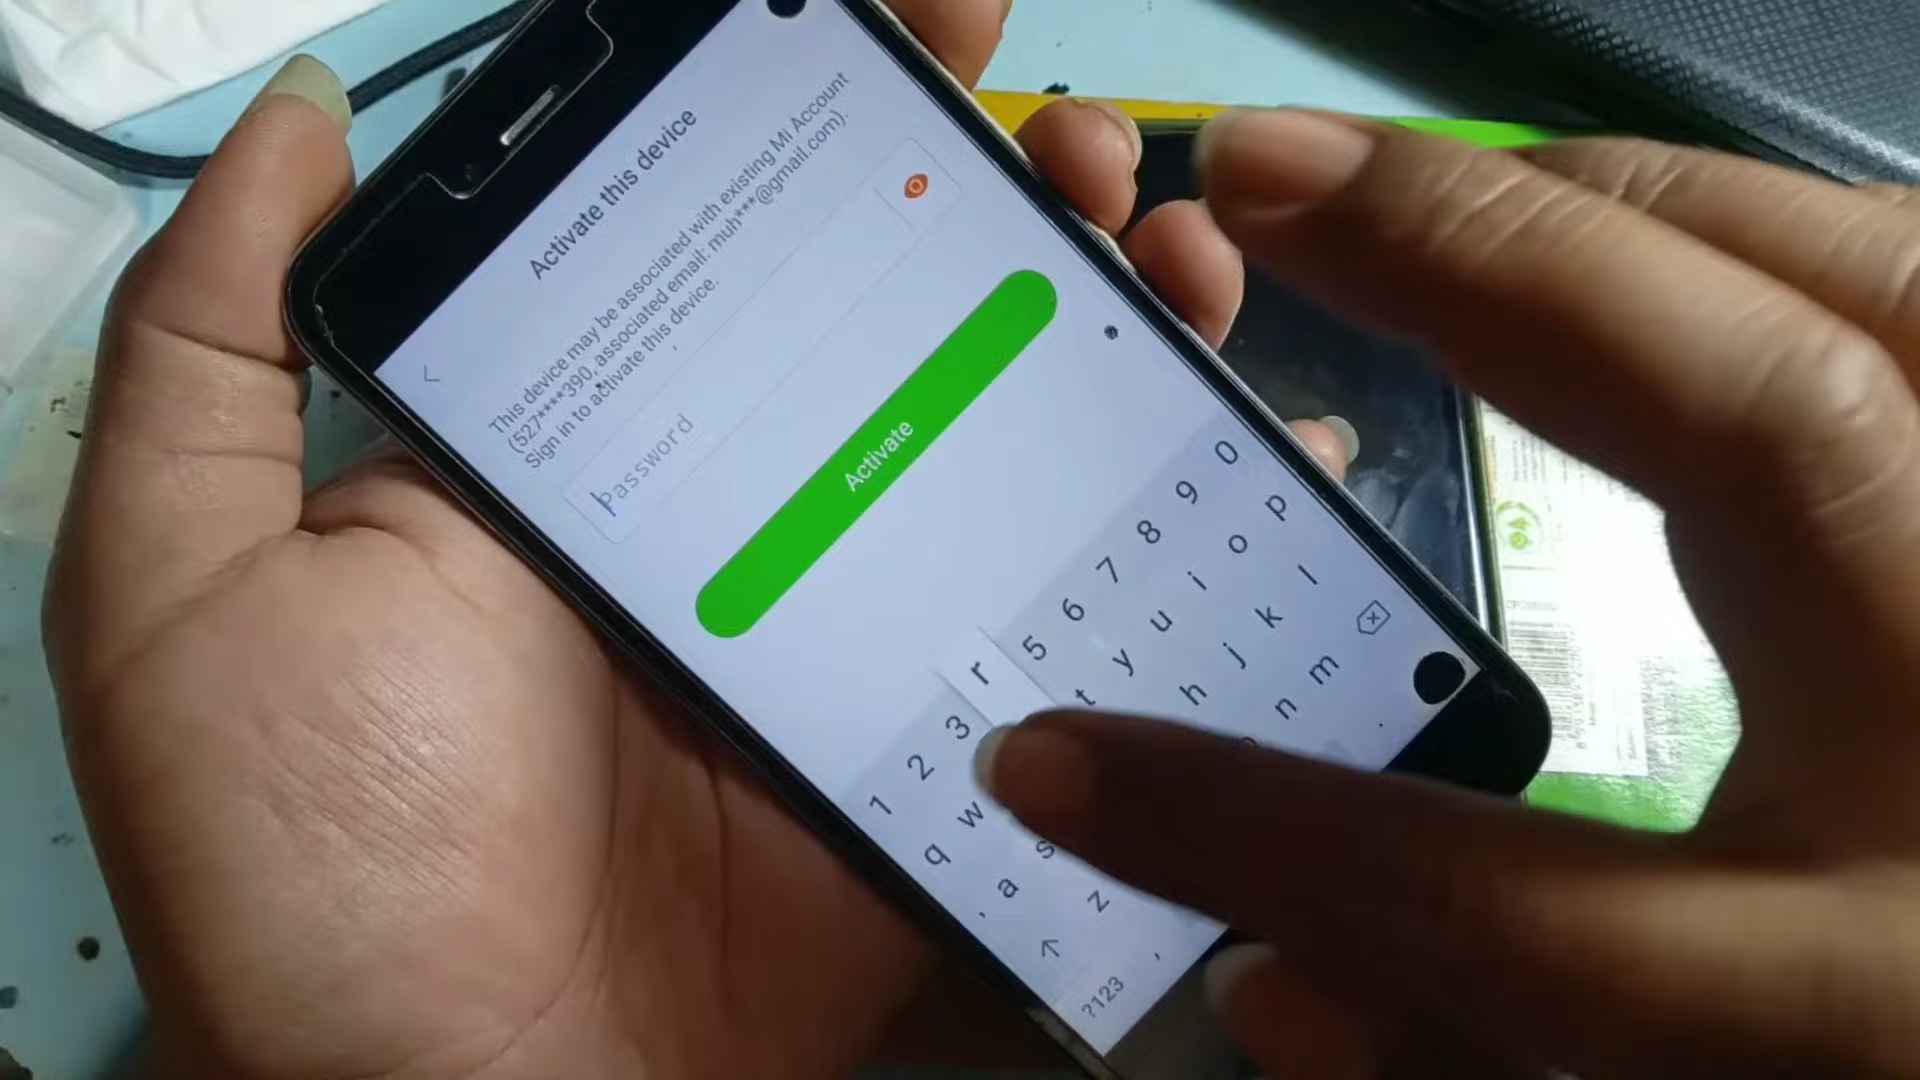 Activate this device
This device may be associated with existing Mi Account
(527****390, associated email: muh***@gmail.com).
Sign in to activate this device.
Password
Activate
r
1 2 3 5 6 7 8 9 0
q w t y u i o p
a s h j k l
z n m
?123 , .